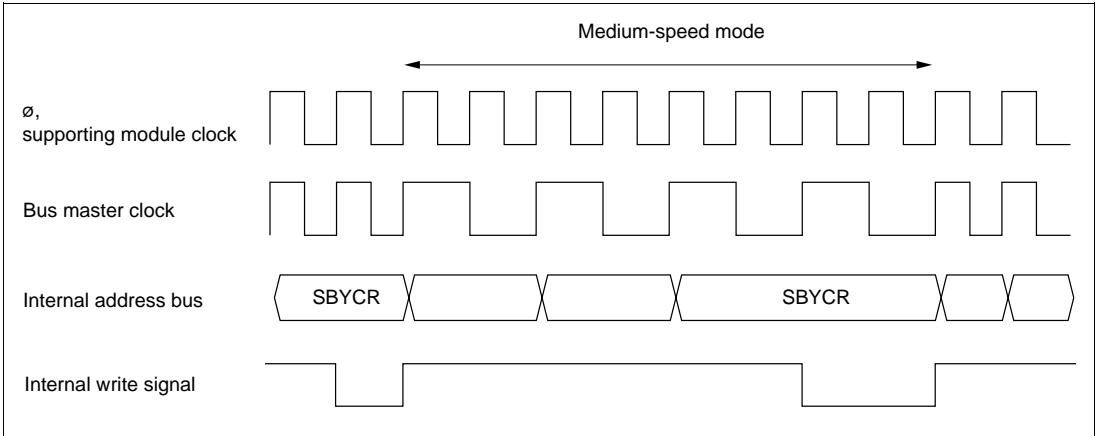 Medium-speed mode
ø,
supporting module clock
Bus master clock
Internal address bus
SBYCR
SBYCR
Internal write signal